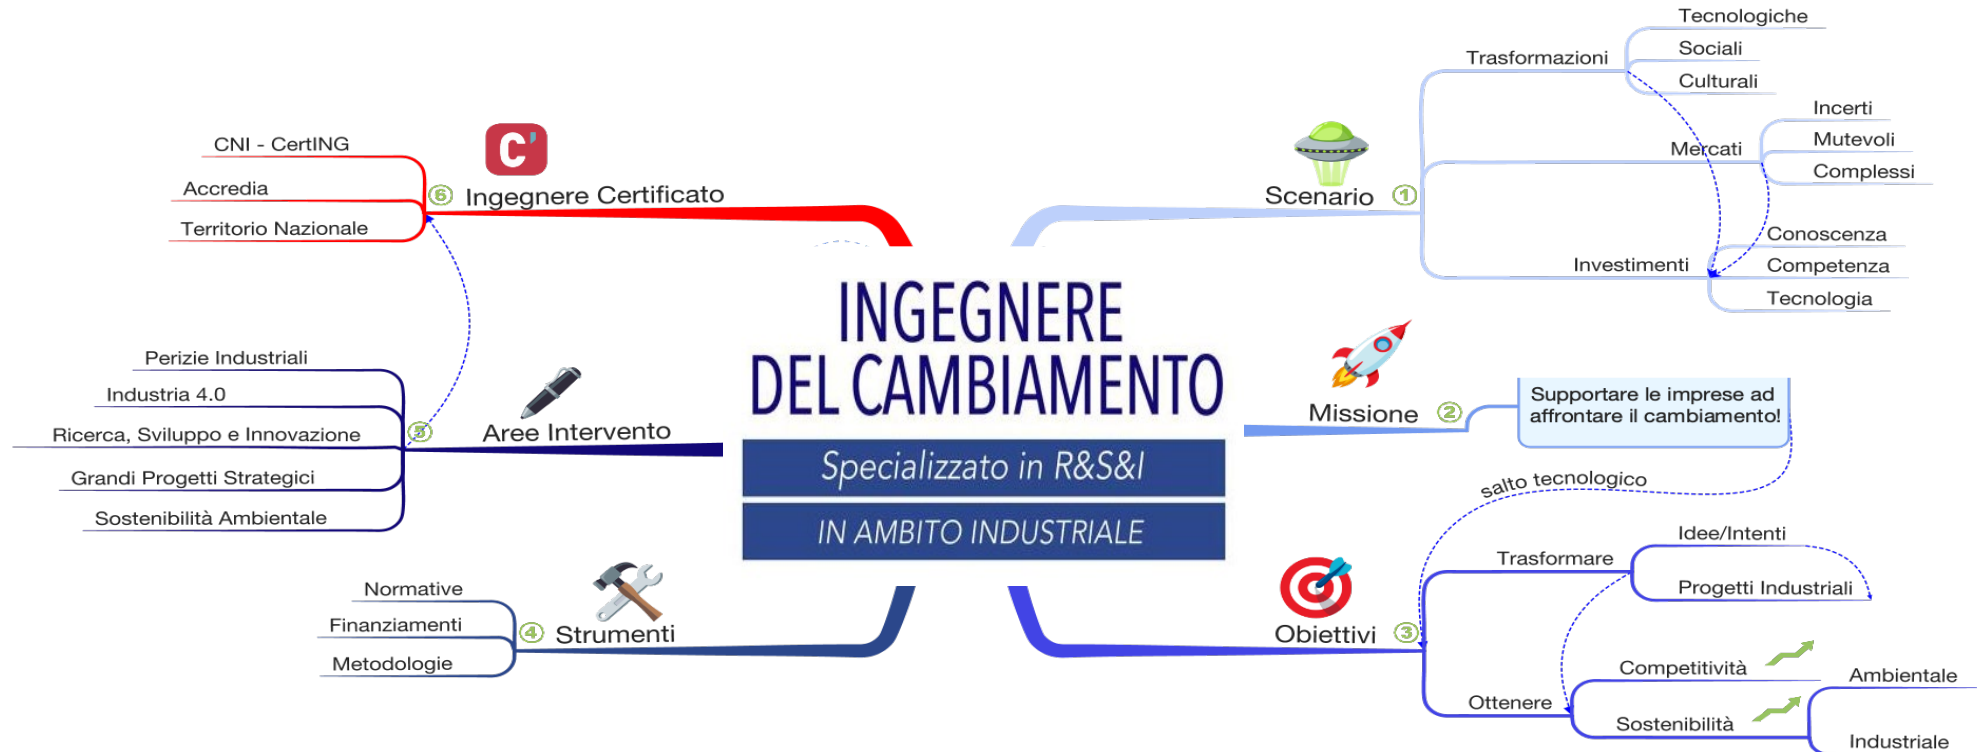 INGEGNERE
DEL CAMBIAMENTO
Specializzato in R&S&I
IN AMBITO INDUSTRIALE
Scenario 1
Trasformazioni
Tecnologiche
Sociali
Culturali
Mercati
Incerti
Mutevoli
Complessi
Investimenti
Conoscenza
Competenza
Tecnologia
Missione 2
Supportare le imprese ad
affrontare il cambiamento!
salto tecnologico
Obiettivi 3
Trasformare
Idee/Intenti
Progetti Industriali
Ottenere
Competitività
Sostenibilità
Ambientale
Industriale
4 Strumenti
Normative
Finanziamenti
Metodologie
5 Aree Intervento
Perizie Industriali
Industria 4.0
Ricerca, Sviluppo e Innovazione
Grandi Progetti Strategici
Sostenibilità Ambientale
C'
6 Ingegnere Certificato
CNI - CertING
Accredia
Territorio Nazionale